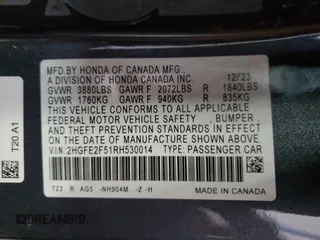 MFD. BY HONDA OF CANADA MFG.,
A DIVISION OF HONDA CANADA INC. 12/'23
GVWR 3880LBS GAWR F 2072LBS R 1840LBS
GVWR 1760KG GAWR F 940KG R 835KG
THIS VEHICLE CONFORMS TO ALL APPLICABLE
FEDERAL MOTOR VEHICLE SAFETY , BUMPER ,
AND THEFT PREVENTION STANDARDS IN EFFECT
ON DATE OF MANUFACTURE SHOWN ABOVE.
V.I.N: 2HGFE2F51RH530014 TYPE: PASSENGER CAR
T23 R AG5 -NH904M -Z -H
MADE IN CANADA
T20 A1
DREAMBID